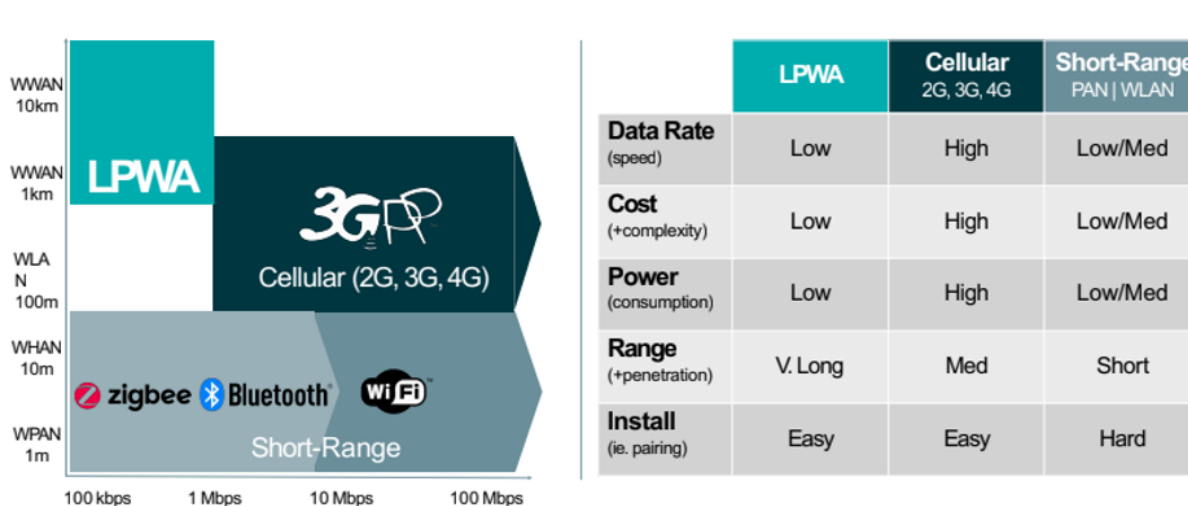 WWAN
10km
WWAN
1km
WLA
N
100m
WHAN
10m
WPAN
1m
LPWA
3GPP
Cellular (2G, 3G, 4G)
zigbee Bluetooth WiFi
Short-Range
100 kbps 1 Mbps 10 Mbps 100 Mbps
LPWA Cellular Short-Range
2G, 3G, 4G PAN | WLAN
Data Rate
(speed) Low High Low/Med
Cost
(+complexity) Low High Low/Med
Power
(consumption) Low High Low/Med
Range
(+penetration) V. Long Med Short
Install
(ie. pairing) Easy Easy Hard